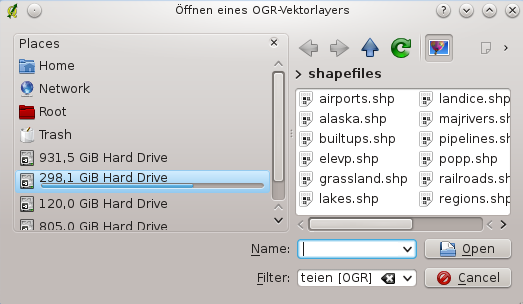 Öffnen eines OGR-Vektorlayers
Places
Home
Network
Root
Trash
931,5 GiB Hard Drive
298,1 GiB Hard Drive
120,0 GiB Hard Drive
805,0 GiB Hard Drive
shapefiles
airports.shp
alaska.shp
builtups.shp
elevp.shp
grassland.shp
lakes.shp
landice.shp
majrivers.shp
pipelines.shp
popp.shp
railroads.shp
regions.shp
Name:
Open
Filter: teien [OGR]
Cancel